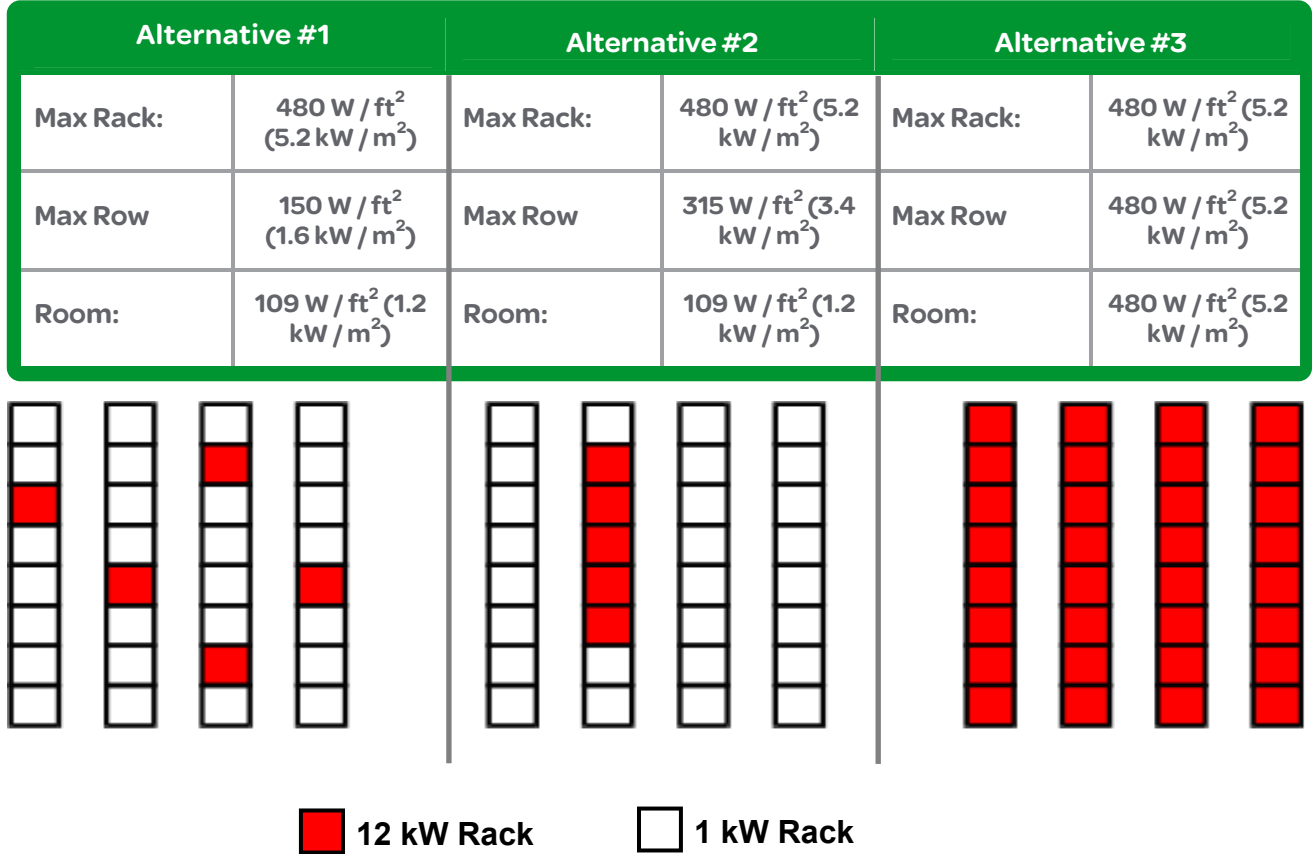 Alternative #1
Alternative #2
Alternative #3
Max Rack:
480 W / ft²
(5.2 kW / m²)
Max Rack:
480 W / ft² (5.2
kW / m²)
Max Rack:
480 W / ft² (5.2
kW / m²)
Max Row
150 W / ft²
(1.6 kW / m²)
Max Row
315 W / ft² (3.4
kW / m²)
Max Row
480 W / ft² (5.2
kW / m²)
Room:
109 W / ft² (1.2
kW / m²)
Room:
109 W / ft² (1.2
kW / m²)
Room:
480 W / ft² (5.2
kW / m²)
12 kW Rack
1 kW Rack